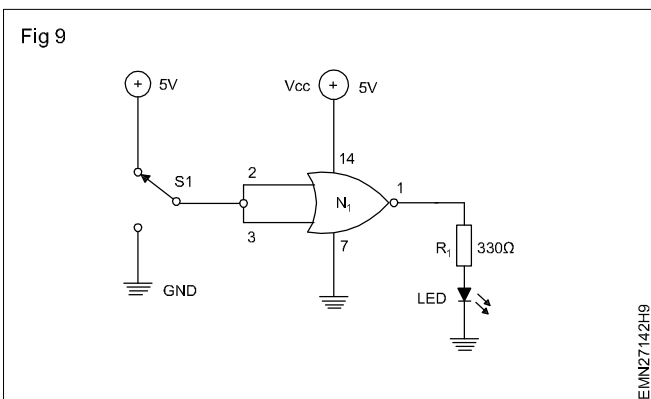 Fig 9
+ 5V
Vcc + 5V
14
S1
2
N1
1
3
7
R1 330Ω
GND
LED
EMN27142H9